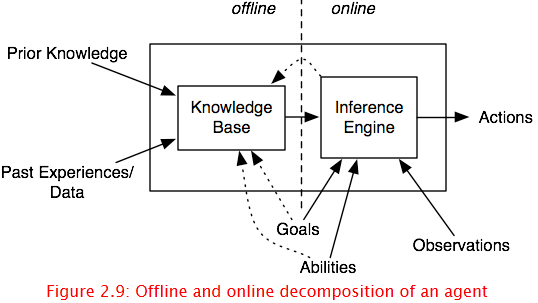 offline
online
Prior Knowledge
Knowledge
Base
Inference
Engine
Actions
Past Experiences/
Data
Goals
Abilities
Observations
Figure 2.9: Offline and online decomposition of an agent